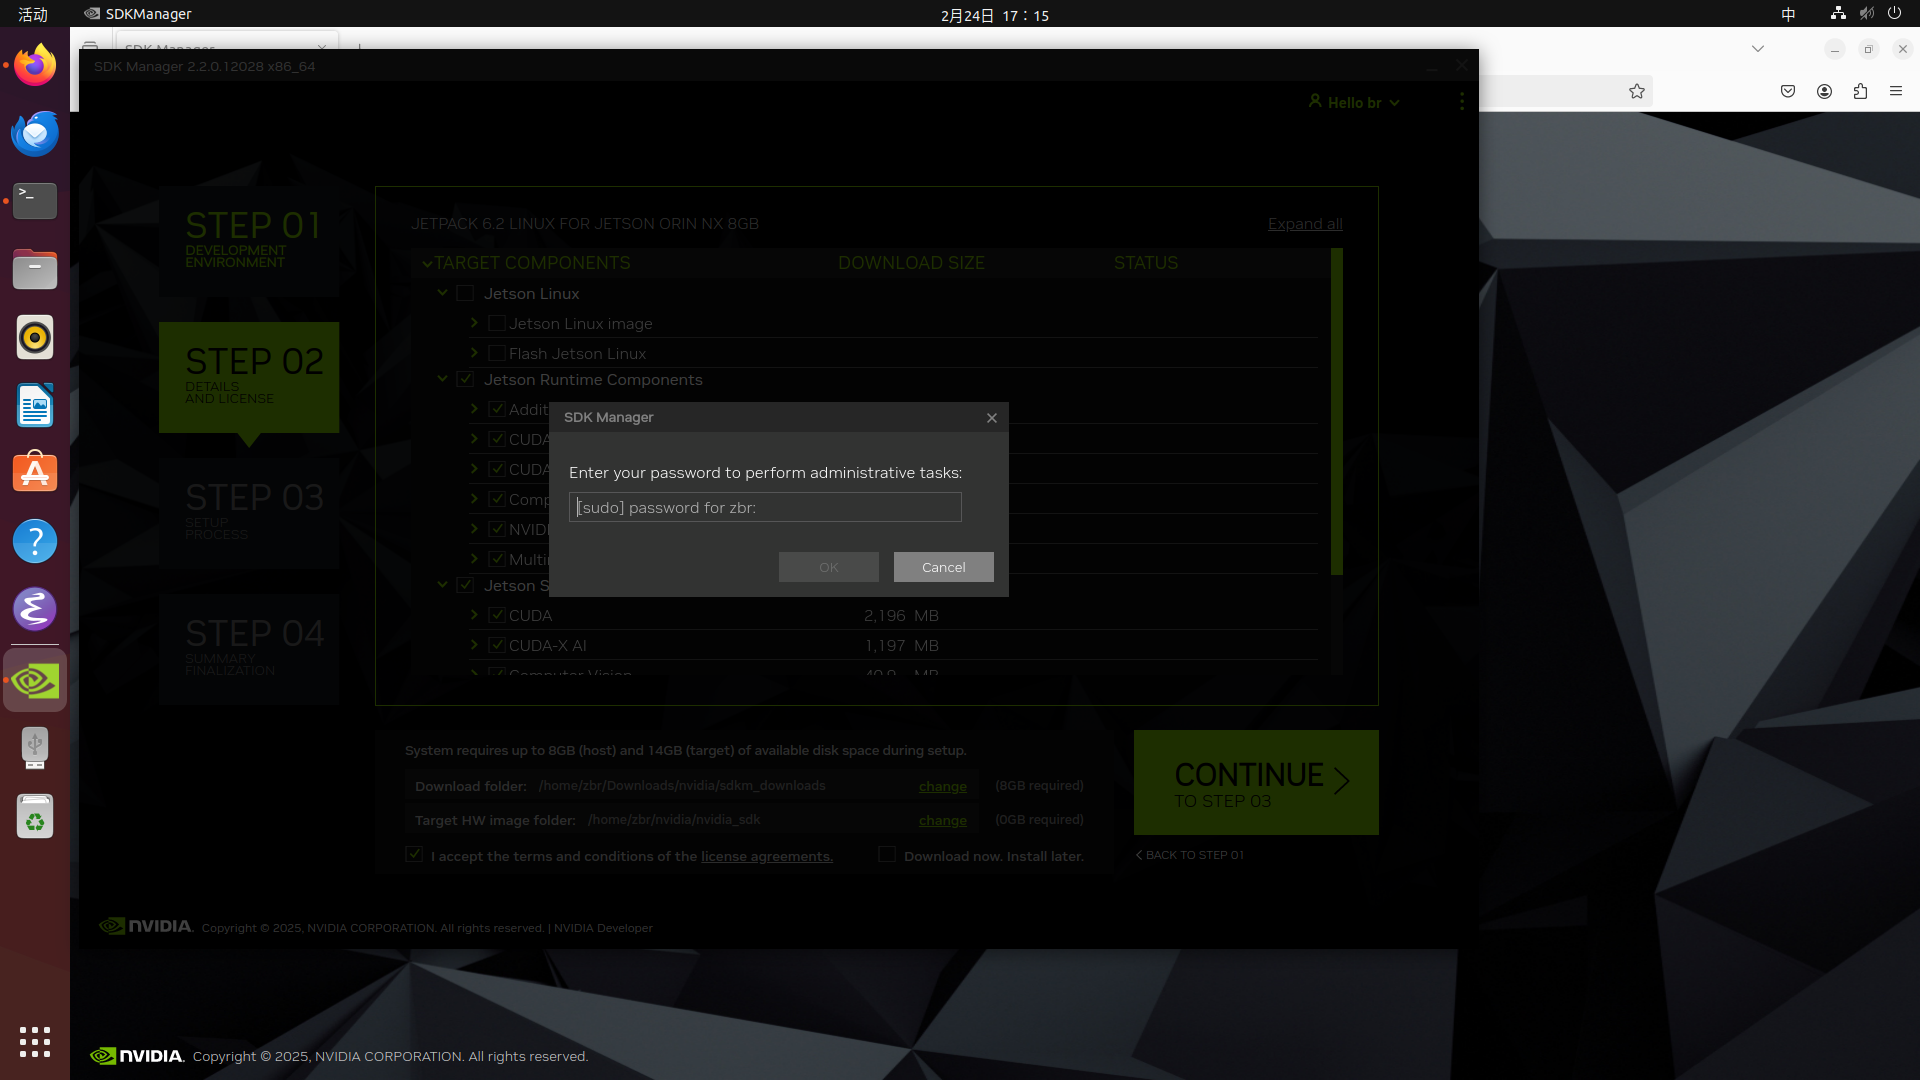 活动
SDKManager
2月24日 17：15
中
SDK Manager
SDK Manager 2.2.0.12028 x86_64
Hello br
STEP 01
DEVELOPMENT
ENVIRONMENT
STEP 02
DETAILS
AND LICENSE
STEP 03
SETUP
PROCESS
STEP 04
SUMMARY
FINALIZATION
JETPACK 6.2 LINUX FOR JETSON ORIN NX 8GB
Expand all
TARGET COMPONENTS DOWNLOAD SIZE STATUS
Jetson Linux
Jetson Linux image
Flash Jetson Linux
Jetson Runtime Components
Addit
CUDA
CUDA
Comp
NVIDI
Multi
Jetson S
CUDA 2,196 MB
CUDA-X AI 1,197 MB
Computer Vision 40.9 MB
SDK Manager
Enter your password to perform administrative tasks:
[sudo] password for zbr:
OK
Cancel
System requires up to 8GB (host) and 14GB (target) of available disk space during setup.
Download folder: /home/zbr/Downloads/nvidia/sdkm_downloads change (8GB required)
Target HW image folder: /home/zbr/nvidia/nvidia_sdk change (0GB required)
I accept the terms and conditions of the license agreements. Download now. Install later.
CONTINUE
TO STEP 03
BACK TO STEP 01
NVIDIA. Copyright © 2025, NVIDIA CORPORATION. All rights reserved. | NVIDIA Developer
NVIDIA. Copyright © 2025, NVIDIA CORPORATION. All rights reserved.